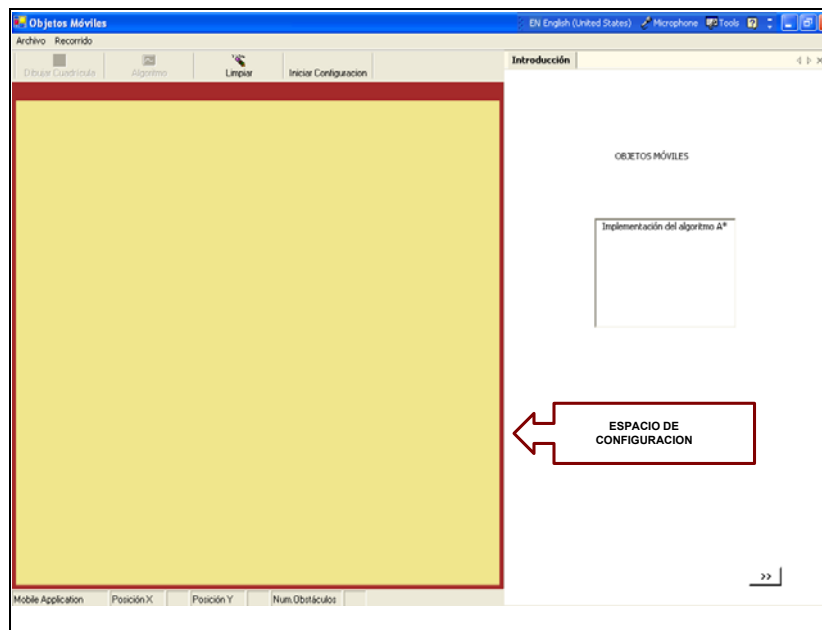 Objetos Móviles
EN English (United States) Microphone Tools
Archivo Recorrido
Dibujar Cuadrícula Algoritmo Limpiar Iniciar Configuracion
Introducción
OBJETOS MÓVILES
Implementación del algoritmo A*
ESPACIO DE
CONFIGURACION
>>
Mobile Application Posición X Posición Y Num.Obstáculos